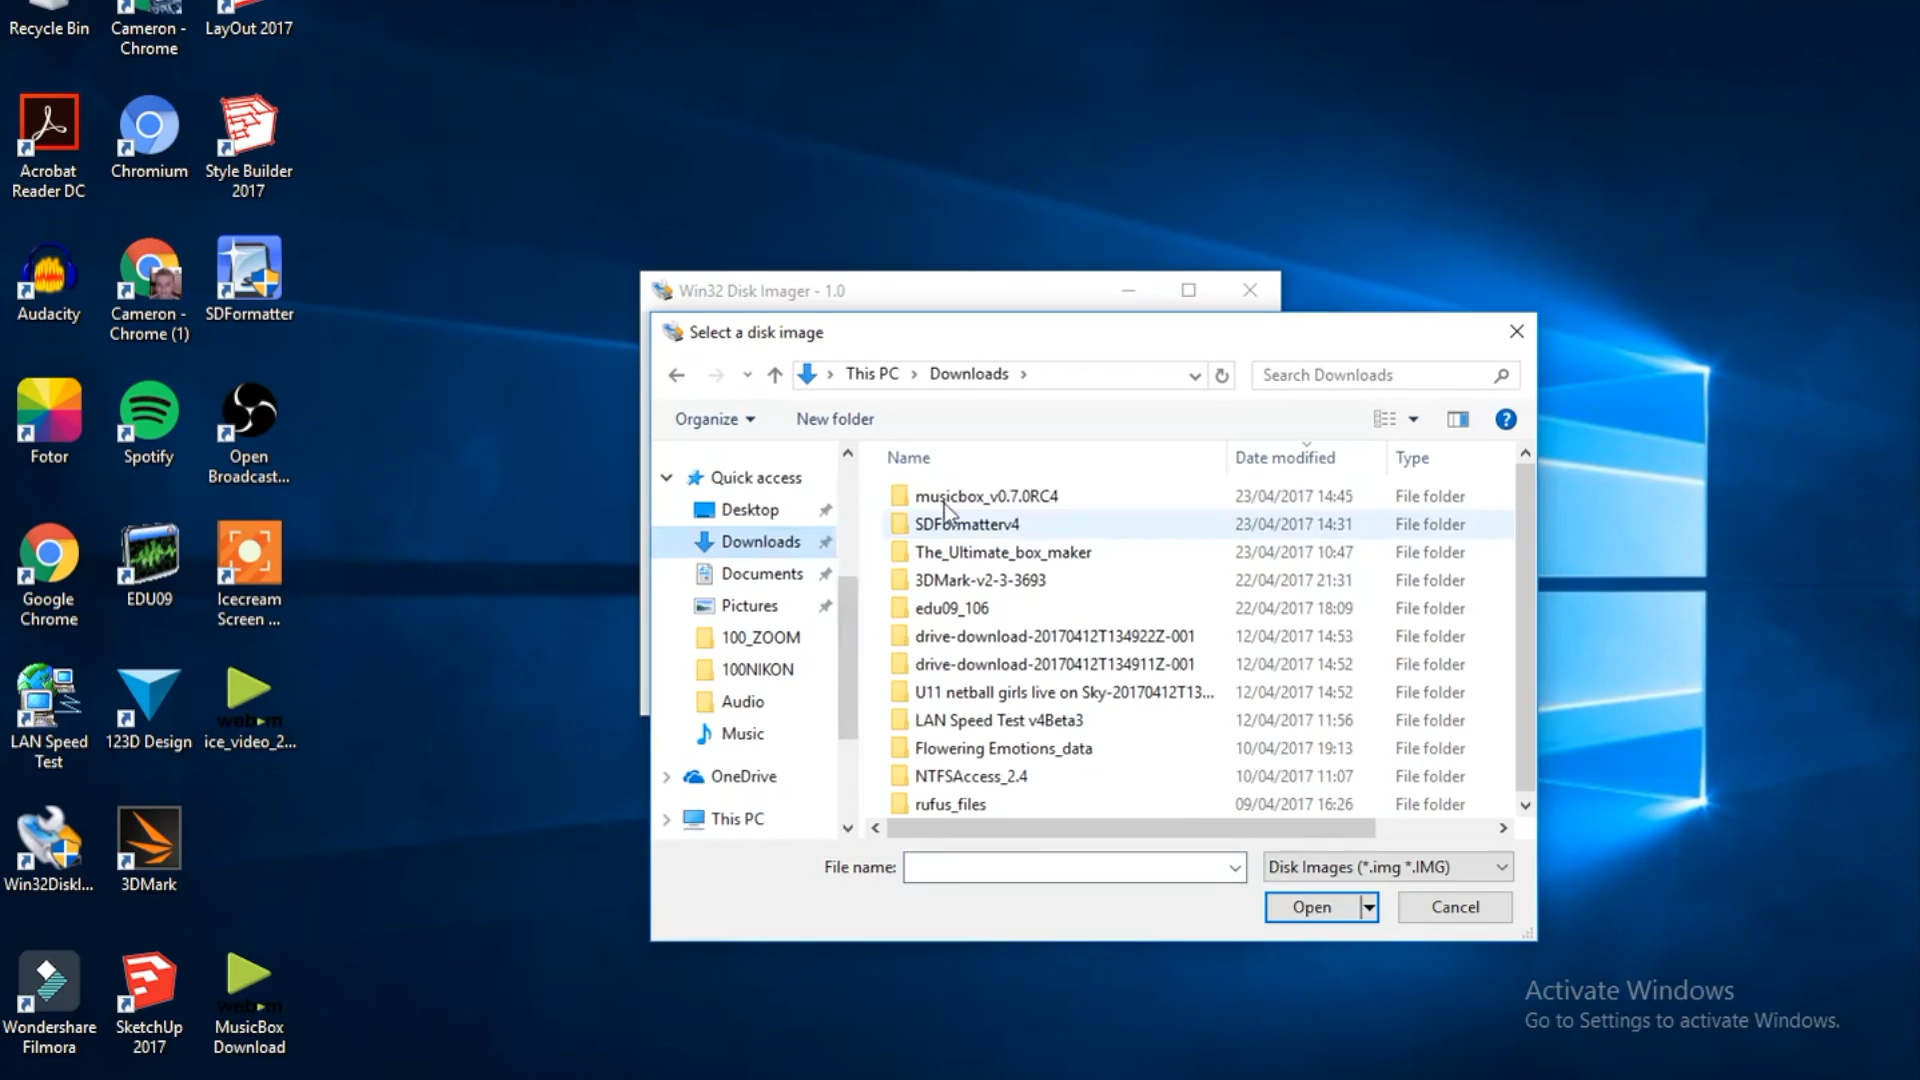 Recycle Bin
Cameron -
Chrome
LayOut 2017
Acrobat
Reader DC
Chromium
Style Builder
2017
Audacity
Cameron -
Chrome (1)
SDFormatter
Fotor
Spotify
Open
Broadcast...
Google
Chrome
EDU09
Icecream
Screen ...
LAN Speed
Test
123D Design
ice_video_2...
Win32DiskI...
3DMark
Wondershare
Filmora
SketchUp
2017
webm
MusicBox
Download
Win32 Disk Imager - 1.0
Select a disk image
This PC > Downloads >
Search Downloads
Organize
New folder
Name
Date modified
Type
Quick access
Desktop
Downloads
Documents
Pictures
100_ZOOM
100NIKON
Audio
Music
OneDrive
This PC
musicbox_v0.7.0RC4 23/04/2017 14:45 File folder
SDFormatterv4 23/04/2017 14:31 File folder
The_Ultimate_box_maker 23/04/2017 10:47 File folder
3DMark-v2-3-3693 22/04/2017 21:31 File folder
edu09_106 22/04/2017 18:09 File folder
drive-download-20170412T134922Z-001 12/04/2017 14:53 File folder
drive-download-20170412T134911Z-001 12/04/2017 14:52 File folder
U11 netball girls live on Sky-20170412T13... 12/04/2017 14:52 File folder
LAN Speed Test v4Beta3 12/04/2017 11:56 File folder
Flowering Emotions_data 10/04/2017 19:13 File folder
NTFSAccess_2.4 10/04/2017 11:07 File folder
rufus_files 09/04/2017 16:26 File folder
File name:
Disk Images (*.img *.IMG)
Open
Cancel
Activate Windows
Go to Settings to activate Windows.